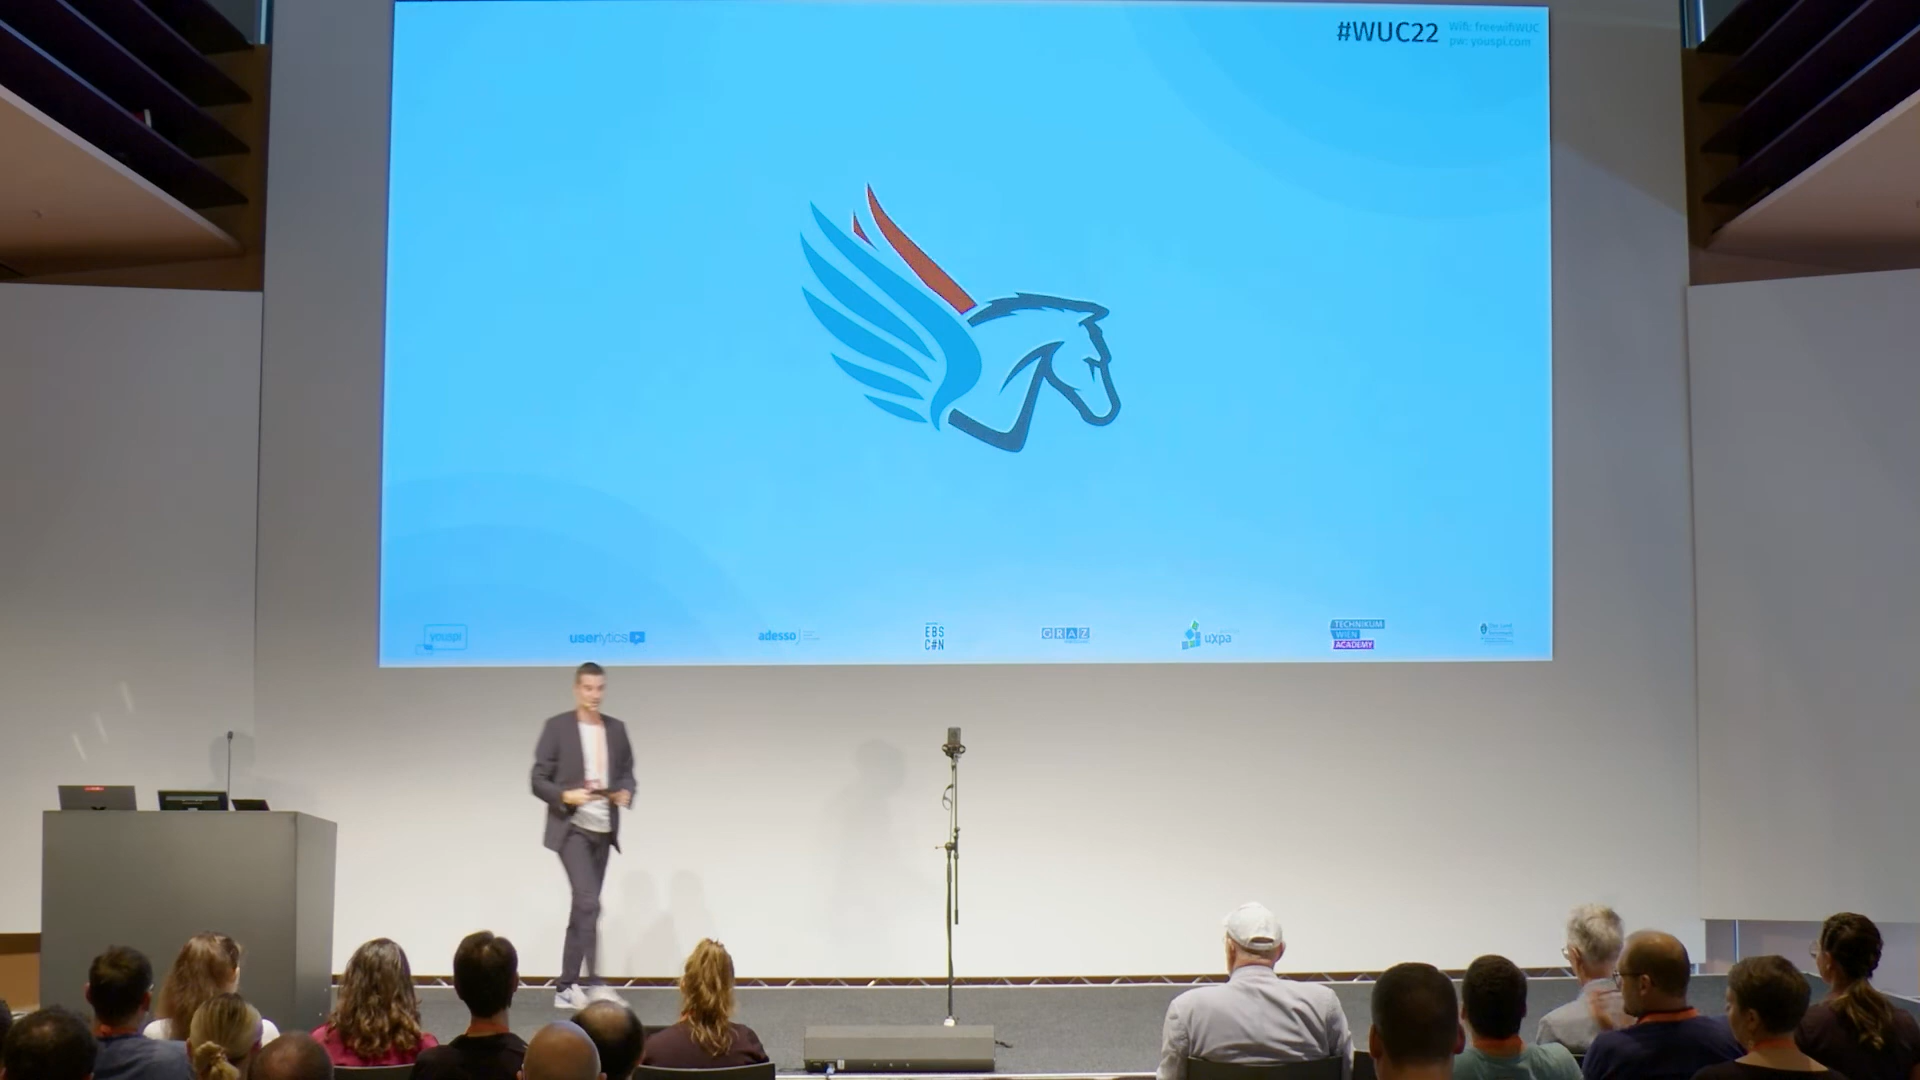 #WUC22
Wifi: freewifiWUC
pw: youspi.com
youspi
userlytics
adesso
EBS
C#N
GRAZ
uxpa
TECHNIKUM
WIEN
ACADEMY